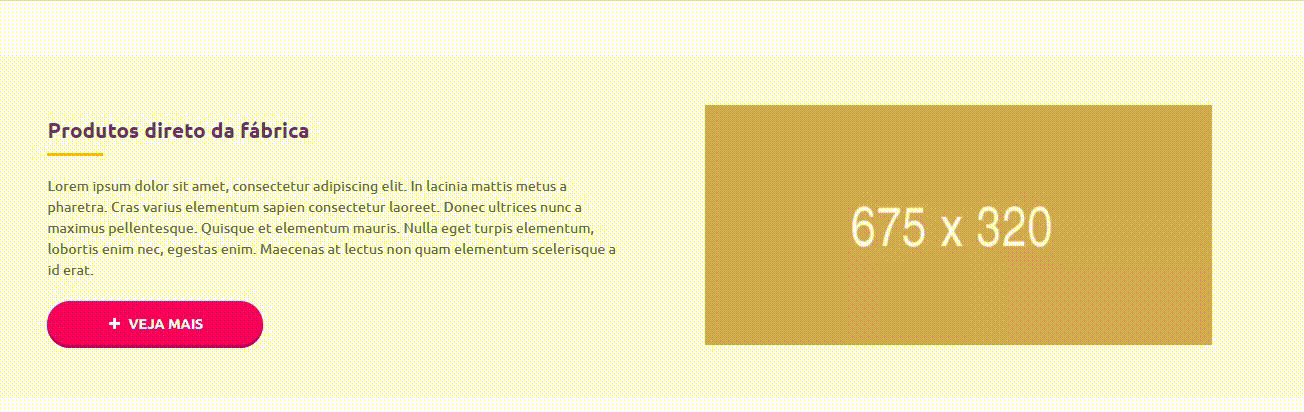 Produtos direto da fábrica
Lorem ipsum dolor sit amet, consectetur adipiscing elit. In lacinia mattis metus a
pharetra. Cras varius elementum sapien consectetur laoreet. Donec ultrices nunc a
maximus pellentesque. Quisque et elementum mauris. Nulla eget turpis elementum,
lobortis enim nec, egestas enim. Maecenas at lectus non quam elementum scelerisque a
id erat.
+ VEJA MAIS
675 x 320